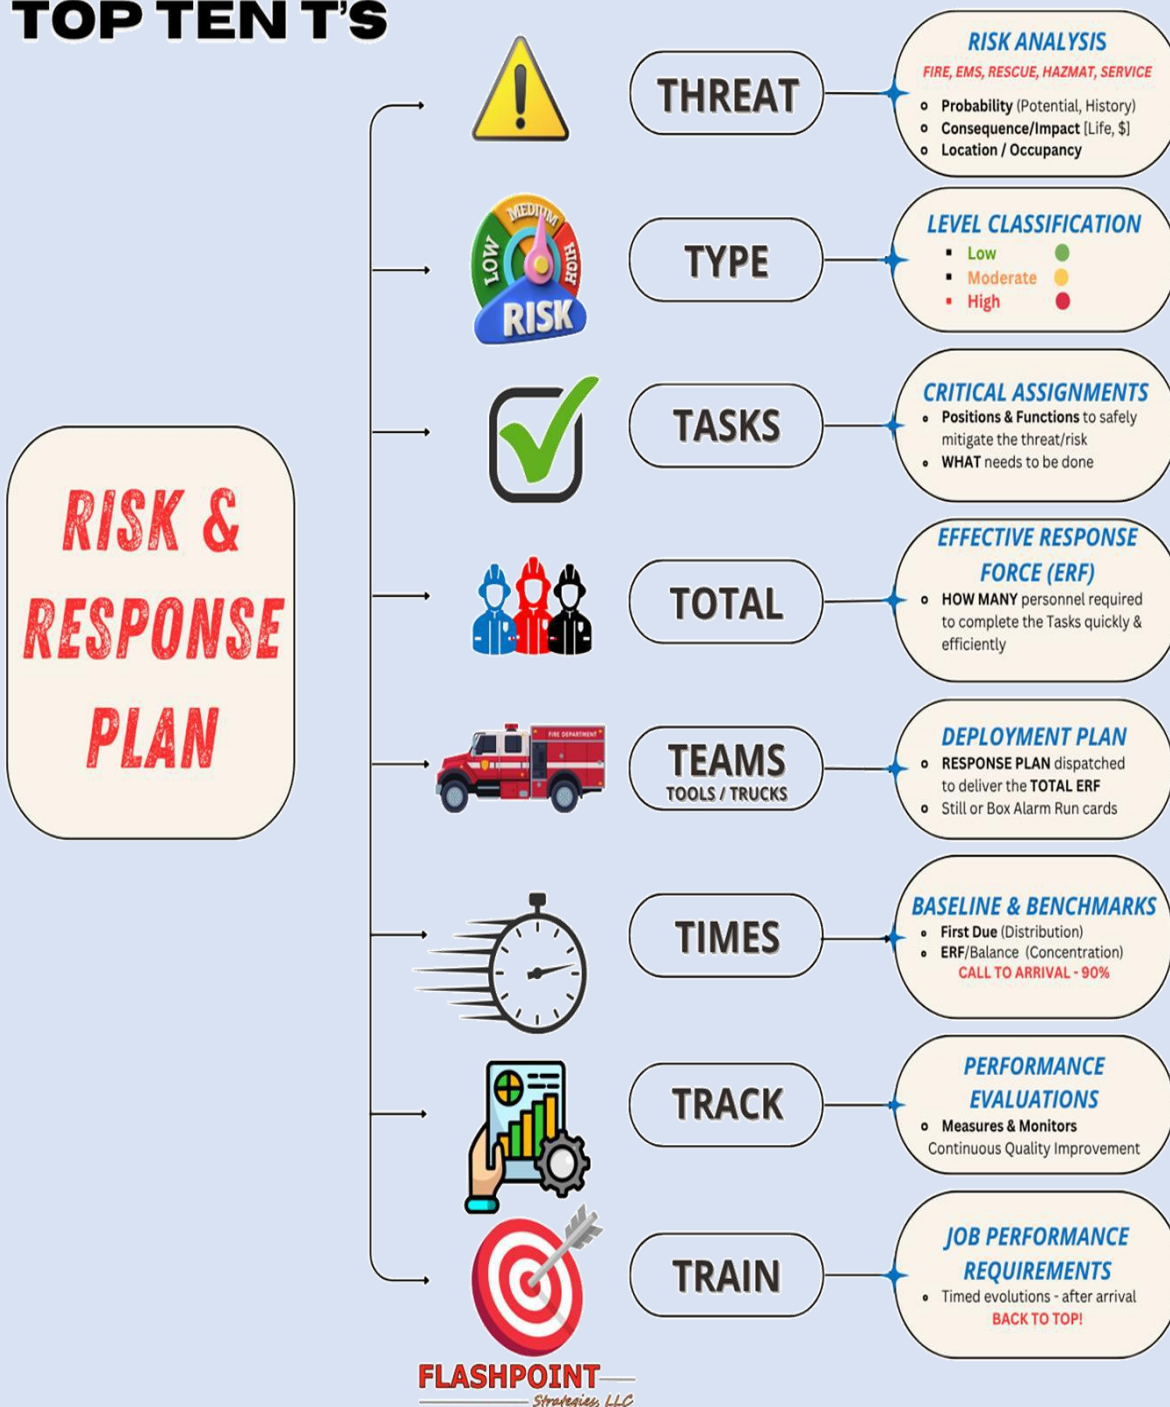 TOP TEN T'S
RISK &
RESPONSE
PLAN
THREAT
RISK ANALYSIS
FIRE, EMS, RESCUE, HAZMAT, SERVICE
Probability (Potential, History)
Consequence/Impact [Life, $]
Location / Occupancy
LOW
MEDIUM
HIGH
RISK
TYPE
LEVEL CLASSIFICATION
Low
Moderate
High
TASKS
CRITICAL ASSIGNMENTS
Positions & Functions to safely
mitigate the threat/risk
WHAT needs to be done
TOTAL
EFFECTIVE RESPONSE
FORCE (ERF)
HOW MANY personnel required
to complete the Tasks quickly &
efficiently
FIRE DEPARTMENT
TEAMS
TOOLS / TRUCKS
DEPLOYMENT PLAN
RESPONSE PLAN dispatched
to deliver the TOTAL ERF
Still or Box Alarm Run cards
TIMES
BASELINE & BENCHMARKS
First Due (Distribution)
ERF/Balance (Concentration)
CALL TO ARRIVAL - 90%
TRACK
PERFORMANCE
EVALUATIONS
Measures & Monitors
Continuous Quality Improvement
TRAIN
JOB PERFORMANCE
REQUIREMENTS
Timed evolutions - after arrival
BACK TO TOP!
FLASHPOINT
Strategies, LLC